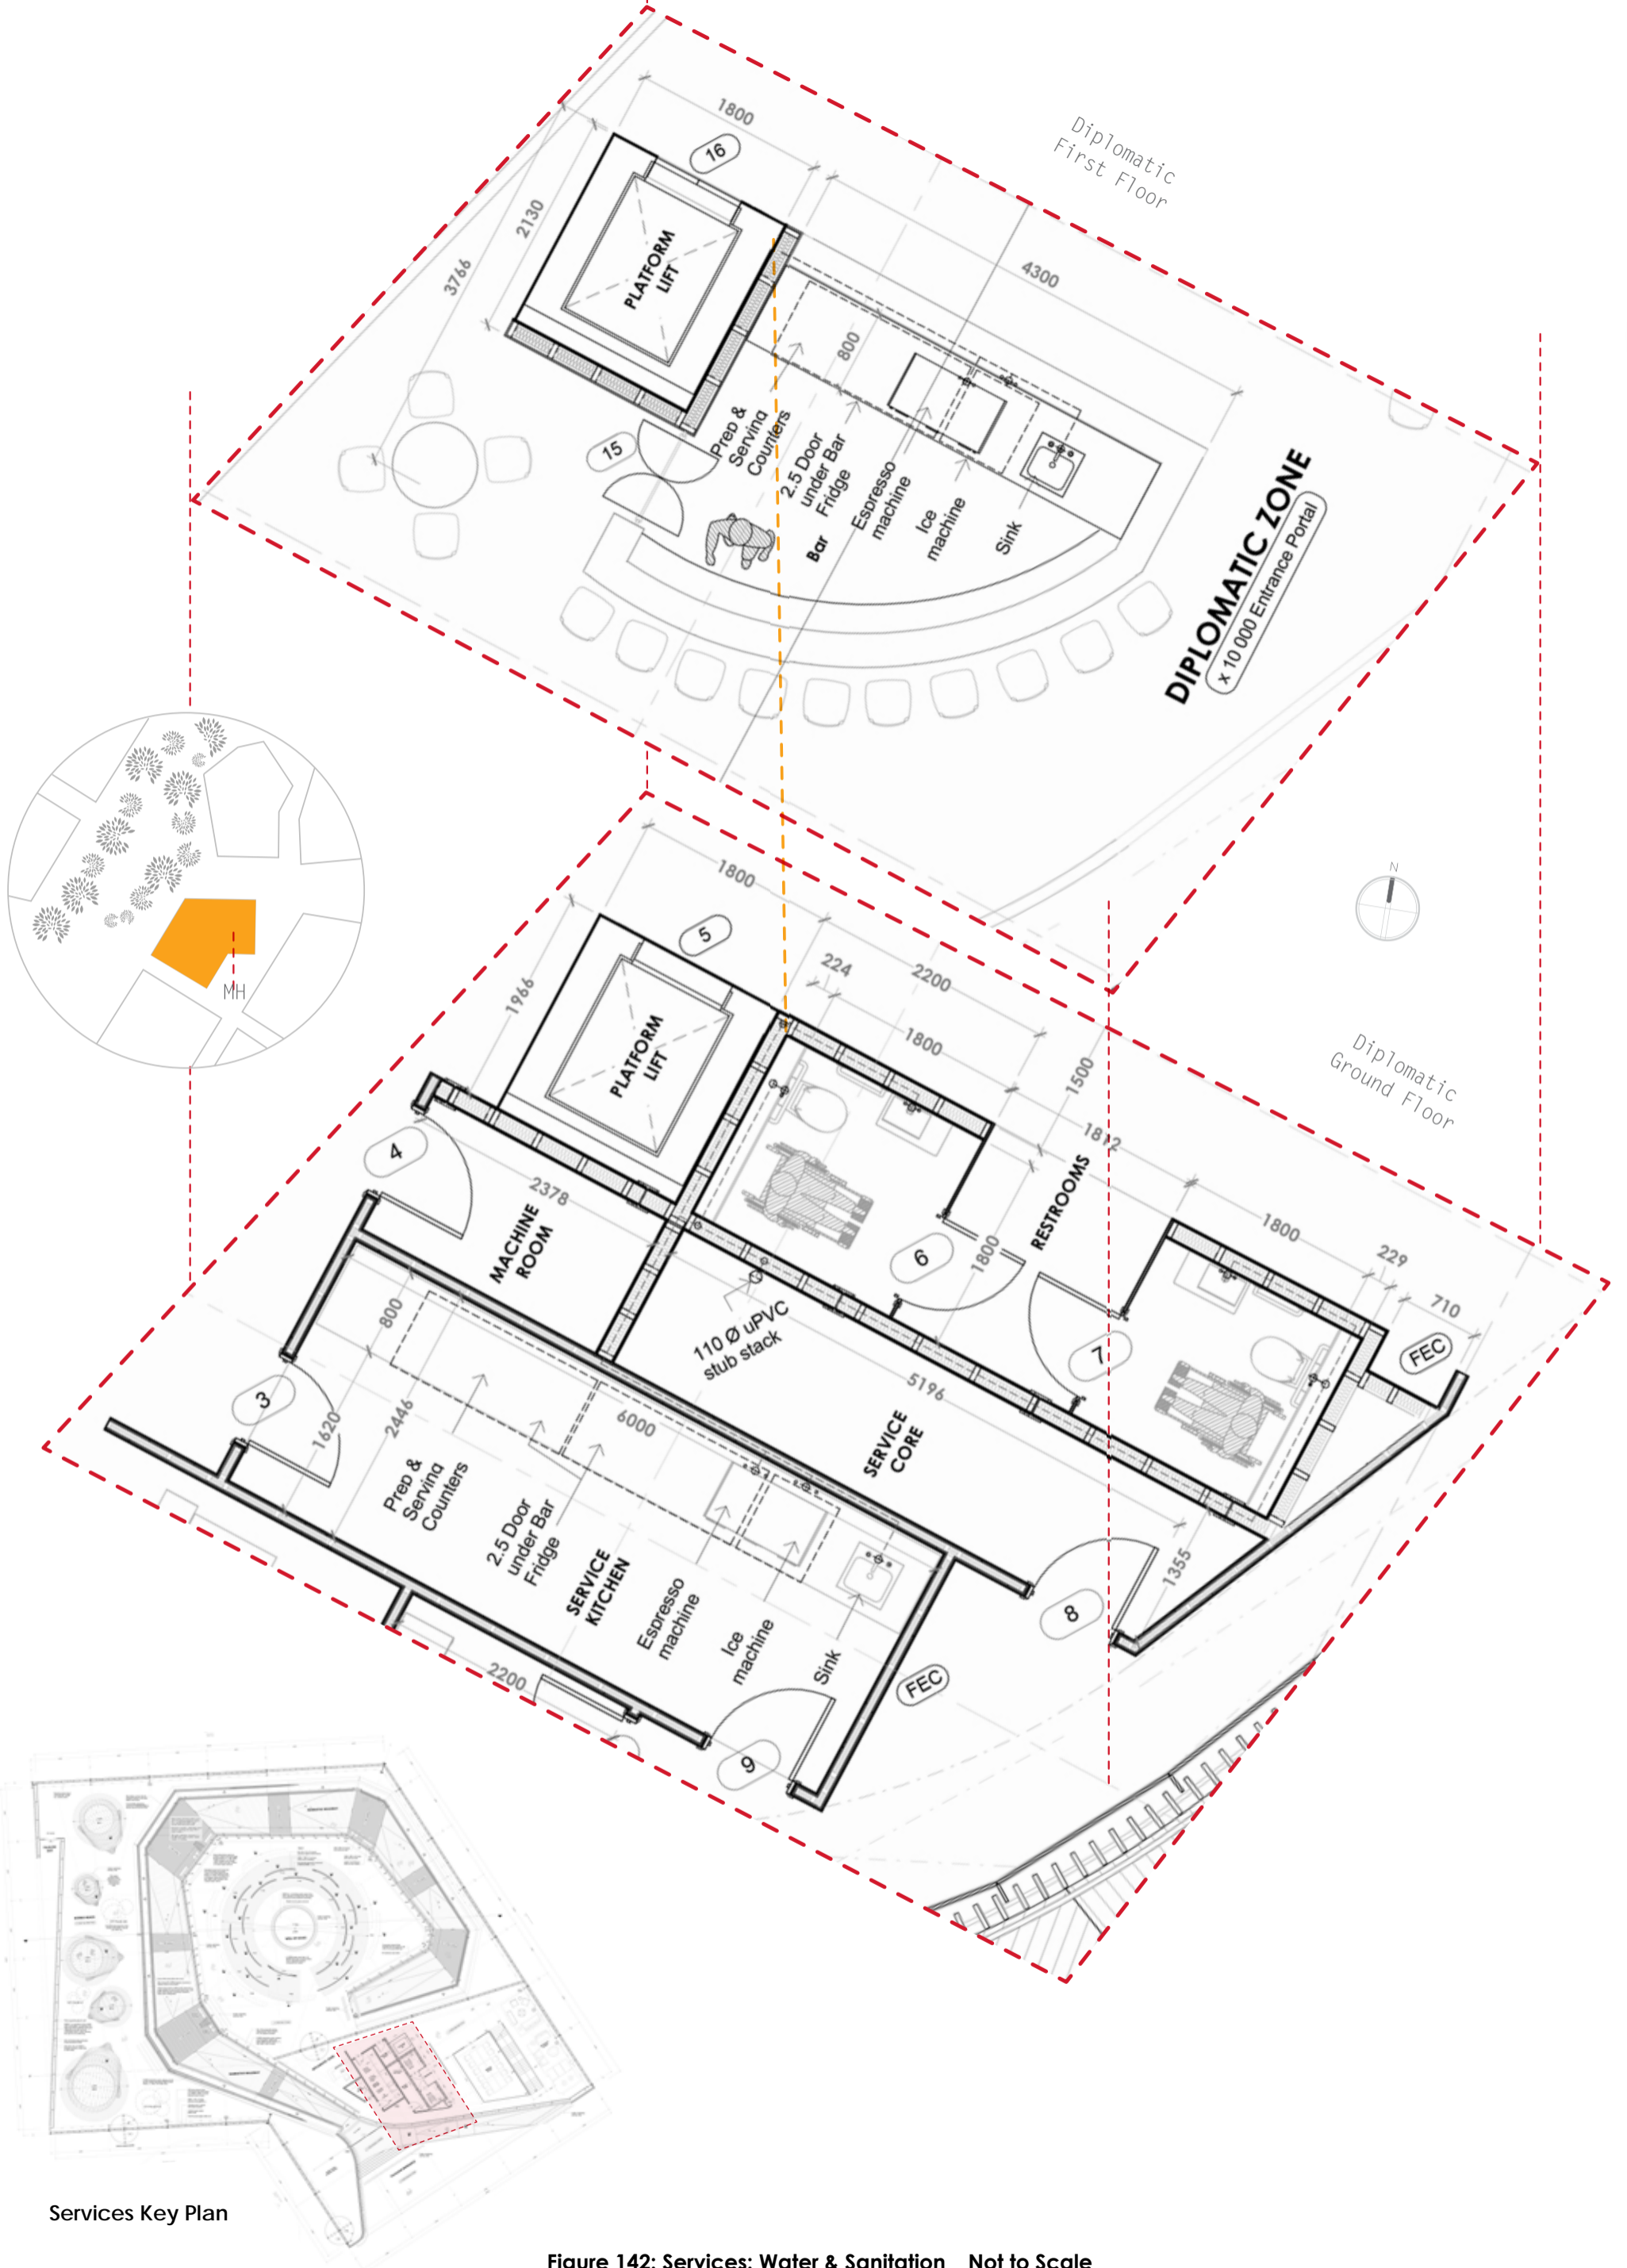 Diplomatic
First Floor
1800
16
2130
3766
PLATFORM
LIFT
4300
800
15
Prep &
Serving
Counters
2.5 Door
under Bar
Fridge
Espresso
machine
Ice
machine
Sink
Bar
DIPLOMATIC ZONE
x 10 000 Entrance Portal
MH
N
Diplomatic
Ground Floor
1800
5
224
2200
1966
PLATFORM
LIFT
1800
1500
1812
4
2378
MACHINE
ROOM
RESTROOMS
6
1800
1800
229
710
7
FEC
110 Ø uPVC
stub stack
800
3
1620
2446
6000
5196
SERVICE
CORE
Prep &
Serving
Counters
2.5 Door
under Bar
Fridge
SERVICE
KITCHEN
Espresso
machine
Ice
machine
Sink
8
1355
FEC
2200
9
Services Key Plan
Figure 142: Services: Water & Sanitation Not to Scale